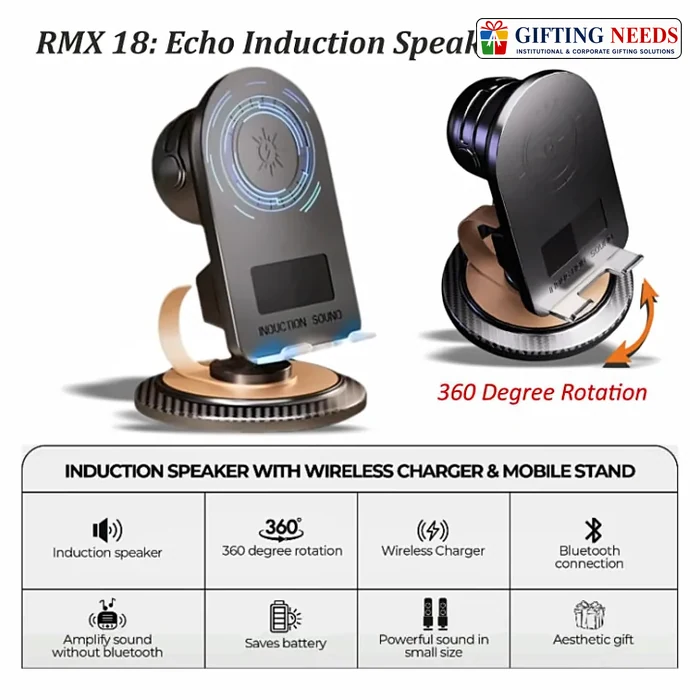 RMX 18: Echo Induction Speak
GIFTING NEEDS
INSTITUTIONAL & CORPORATE GIFTING SOLUTIONS
INDUCTION SOUND
INDUCTION SOUND
360 Degree Rotation
INDUCTION SPEAKER WITH WIRELESS CHARGER & MOBILE STAND
Induction speaker
360°
360 degree rotation
Wireless Charger
Bluetooth
connection
Amplify sound
without bluetooth
Saves battery
Powerful sound in
small size
Aesthetic gift